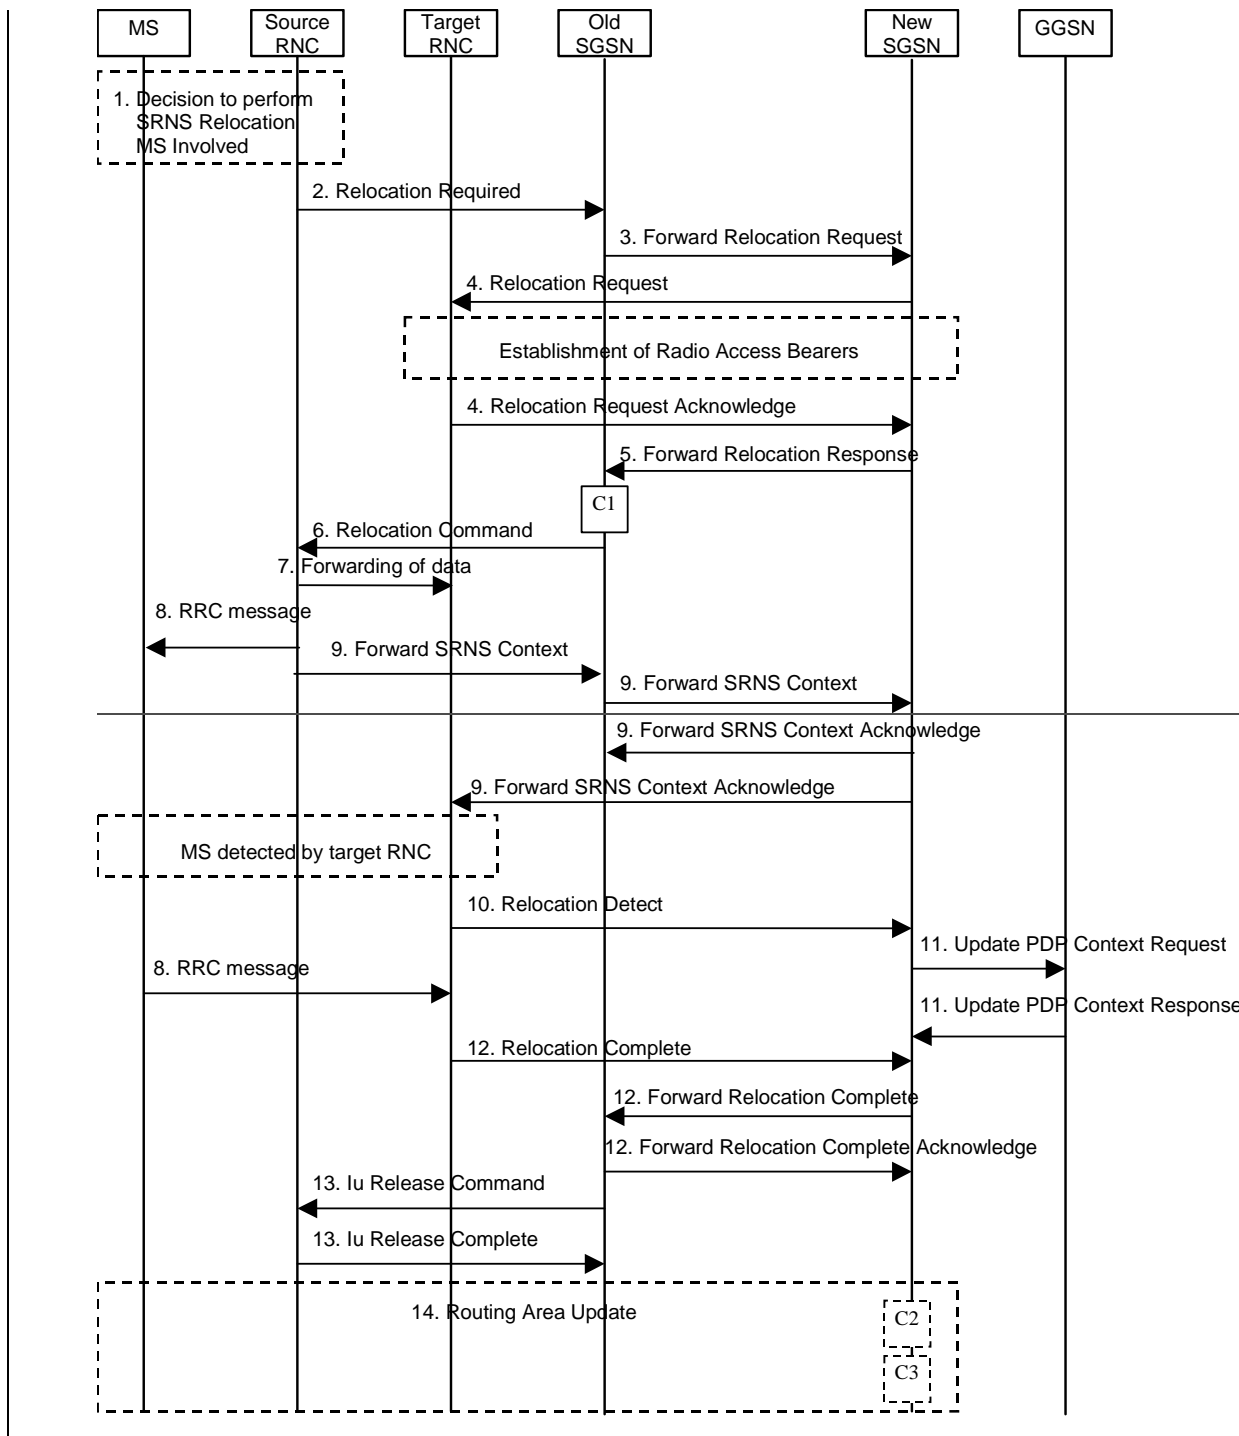 MS
Source
RNC
Target
RNC
Old
SGSN
New
SGSN
GGSN
1. Decision to perform
SRNS Relocation
MS Involved
2. Relocation Required
3. Forward Relocation Request
4. Relocation Request
Establishment of Radio Access Bearers
4. Relocation Request Acknowledge
5. Forward Relocation Response
C1
6. Relocation Command
7. Forwarding of data
8. RRC message
9. Forward SRNS Context
9. Forward SRNS Context
9. Forward SRNS Context Acknowledge
9. Forward SRNS Context Acknowledge
MS detected by target RNC
10. Relocation Detect
11. Update PDP Context Request
8. RRC message
11. Update PDP Context Response
12. Relocation Complete
12. Forward Relocation Complete
12. Forward Relocation Complete Acknowledge
13. Iu Release Command
13. Iu Release Complete
14. Routing Area Update
C2
C3